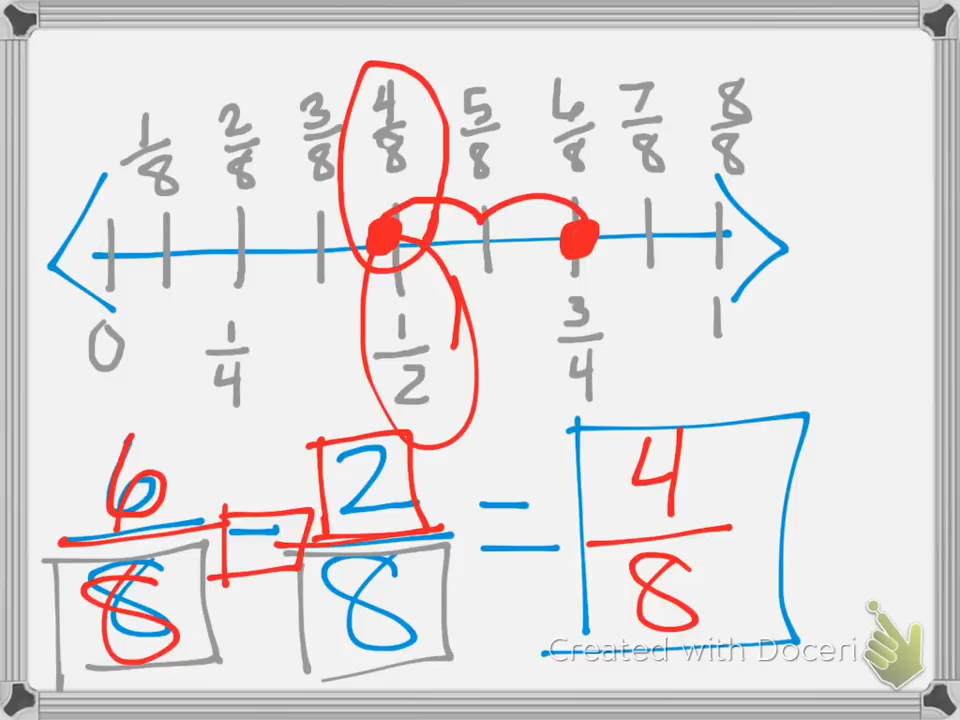 1/8 2/8 3/8 4/8 5/8 6/8 7/8 8/8
0 1/4 1/2 3/4 1
6/8 - 2/8 = 4/8
Created with Doceri